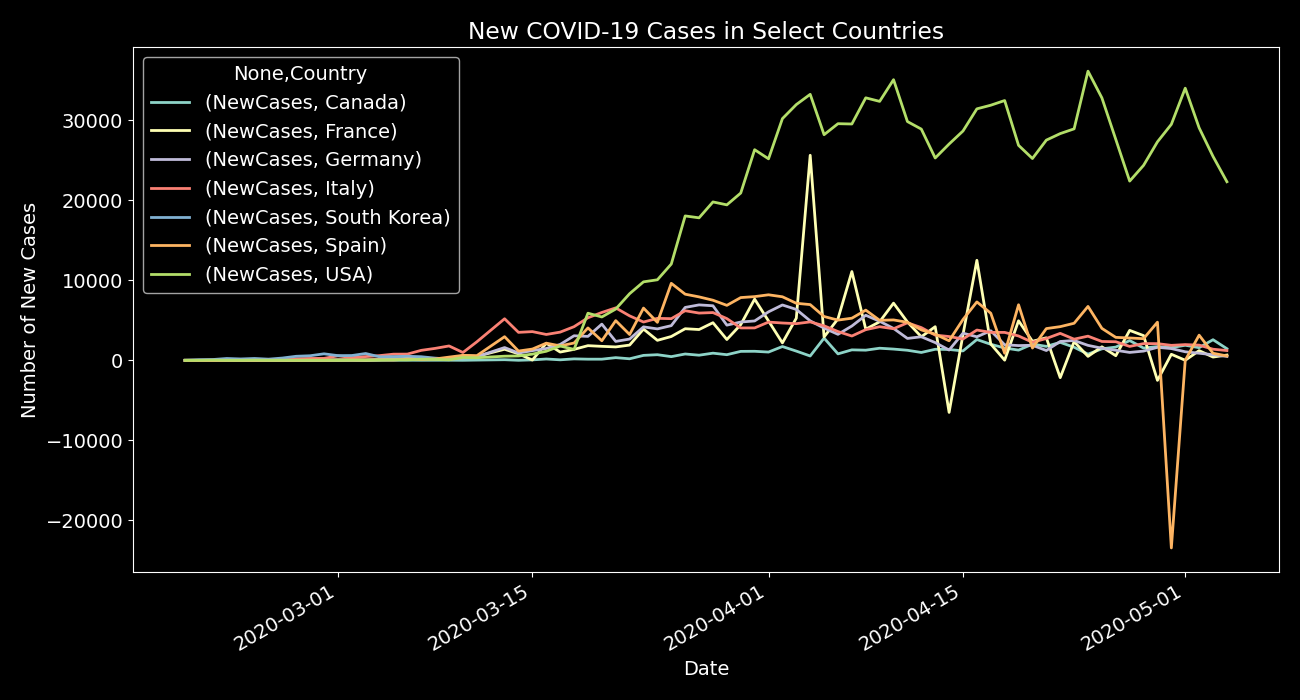 New COVID-19 Cases in Select Countries
None,Country
(NewCases, Canada)
(NewCases, France)
(NewCases, Germany)
(NewCases, Italy)
(NewCases, South Korea)
(NewCases, Spain)
(NewCases, USA)
Number of New Cases
30000
20000
10000
0
−10000
−20000
2020-03-01
2020-03-15
2020-04-01
2020-04-15
2020-05-01
Date